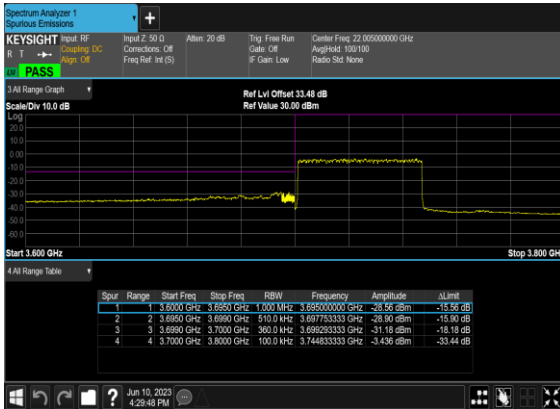 Spectrum Analyzer 1
Spurious Emissions
+
KEYSIGHT Input: RF Input Z: 50 Ω Atten: 20 dB Trig: Free Run Center Freq: 22.005000000 GHz
R T Coupling: DC Corrections: Off Gate: Off Avg|Hold: 100/100
Align: Off Freq Ref: Int (S) IF Gain: Low Radio Std: None
PASS
3 All Range Graph Ref Lvl Offset 33.48 dB
Scale/Div 10.0 dB Ref Value 30.00 dBm
Log
20.0
10.0
0.00
-10.0
-20.0
-30.0
-40.0
-50.0
-60.0
Start 3.600 GHz Stop 3.800 GH
4 All Range Table
Spur Range Start Freq Stop Freq RBW Frequency Amplitude ΔLimit
1 1 3.6000 GHz 3.6950 GHz 1.000 MHz 3.695000000 GHz -28.56 dBm -15.56 dB
2 2 3.6950 GHz 3.6990 GHz 510.0 kHz 3.697753333 GHz -28.90 dBm -15.90 dB
3 3 3.6990 GHz 3.7000 GHz 360.0 kHz 3.699293333 GHz -31.18 dBm -18.18 dB
4 4 3.7000 GHz 3.8000 GHz 100.0 kHz 3.744833333 GHz -3.436 dBm -33.44 dB
? Jun 10, 2023
4:29:48 PM